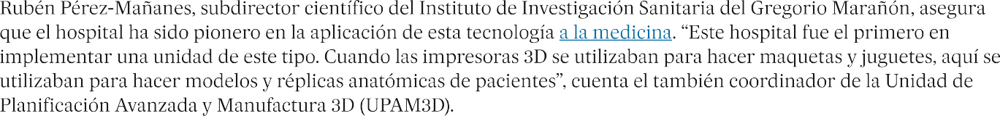 Rubén Pérez-Mañanes, subdirector científico del Instituto de Investigación Sanitaria del Gregorio Marañón, asegura
que el hospital ha sido pionero en la aplicación de esta tecnología a la medicina. “Este hospital fue el primero en
implementar una unidad de este tipo. Cuando las impresoras 3D se utilizaban para hacer maquetas y juguetes, aquí se
utilizaban para hacer modelos y réplicas anatómicas de pacientes”, cuenta el también coordinador de la Unidad de
Planificación Avanzada y Manufactura 3D (UPAM3D).